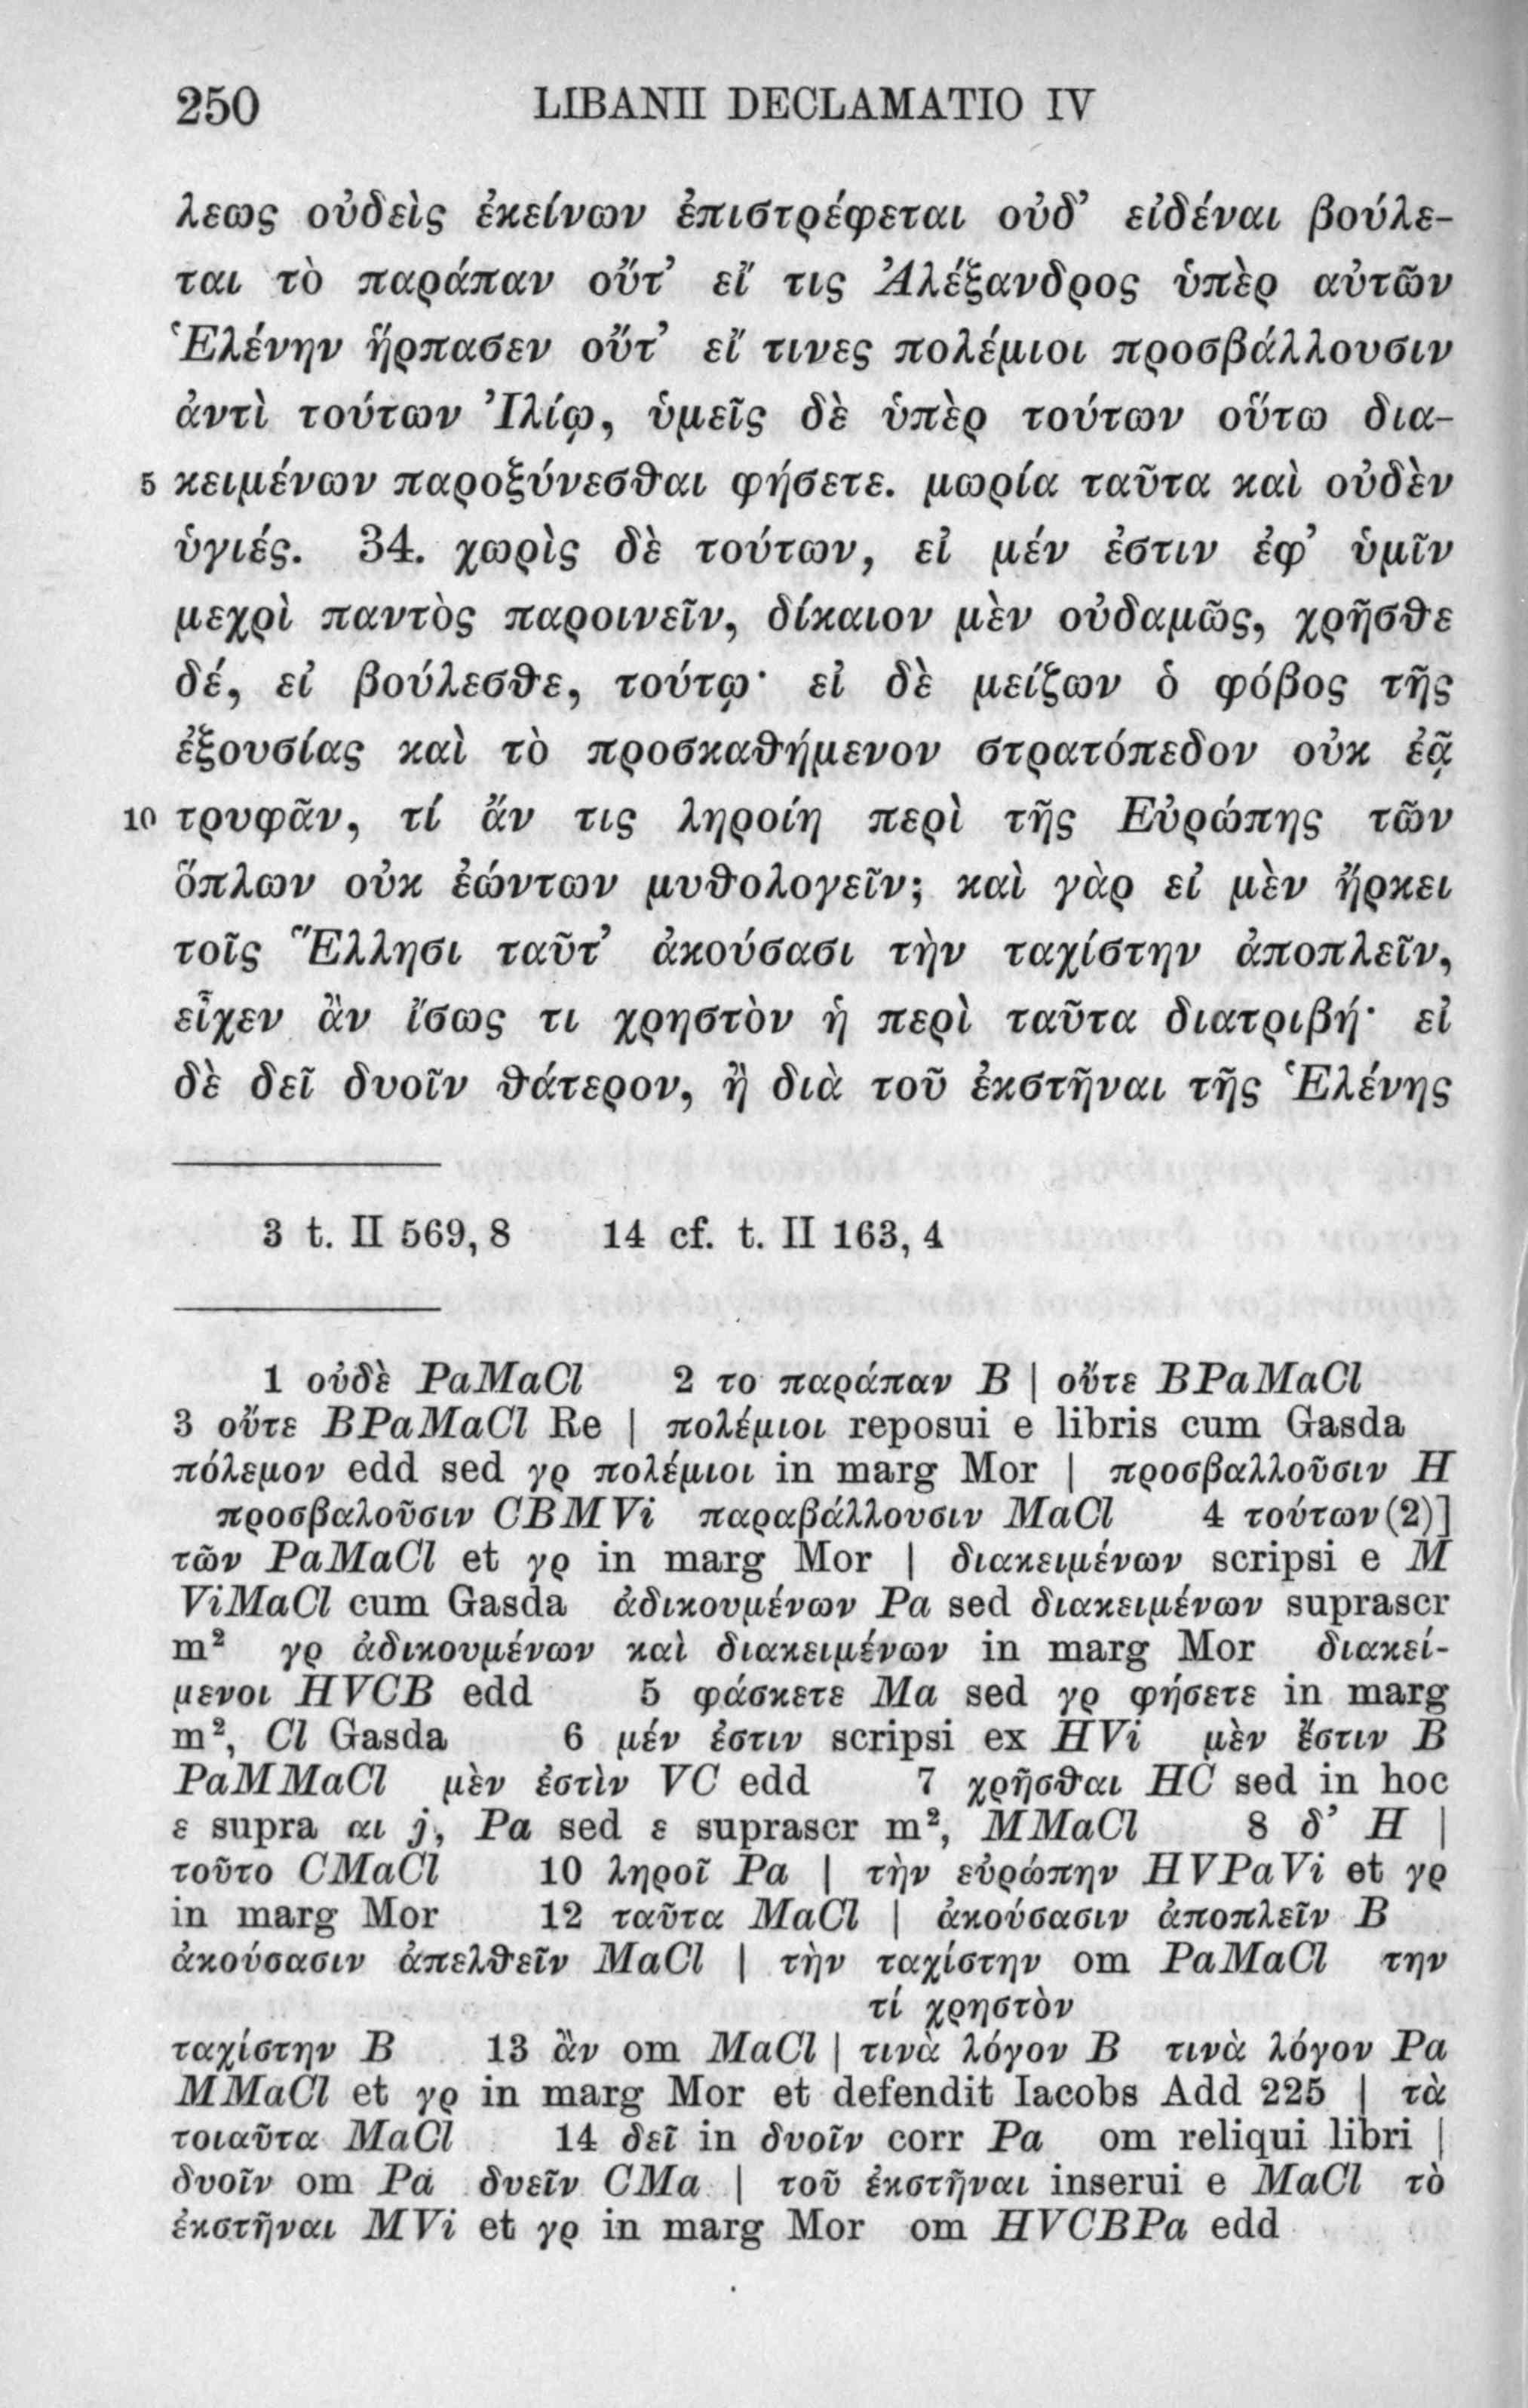 250 LIBANII DECLAMATIO IV
λεως οὐδεὶς ἐκείνων ἐπιστρέφεται οὐδ’ εἰδέναι βούλε-
ται τὸ παράπαν οὔτ’ εἴ τις Ἀλέξανδρος ὑπὲρ αὐτῶν
Ἑλένην ἥρπασεν οὔτ’ εἴ τινες πολέμιοι προσβάλλουσιν
ἀντὶ τούτων Ἰλίῳ, ὑμεῖς δὲ ὑπὲρ τούτων οὕτω δια-
5 κειμένων παροξύνεσθαι φήσετε. μωρία ταῦτα καὶ οὐδὲν
ὑγιές. 34. χωρὶς δὲ τούτων, εἰ μέν ἐστιν ἐφ’ ὑμῖν
μεχρὶ παντὸς παροινεῖν, δίκαιον μὲν οὐδαμῶς, χρῆσθε
δέ, εἰ βούλεσθε, τούτῳ· εἰ δὲ μείζων ὁ φόβος τῆς
ἐξουσίας καὶ τὸ προσκαθήμενον στρατόπεδον οὐκ ἐᾷ
10 τρυφᾶν, τί ἄν τις ληροίη περὶ τῆς Εὐρώπης τῶν
ὅπλων οὐκ ἐώντων μυθολογεῖν; καὶ γὰρ εἰ μὲν ἤρκει
τοῖς Ἕλλησι ταῦτ’ ἀκούσασι τὴν ταχίστην ἀποπλεῖν,
εἶχεν ἂν ἴσως τι χρηστὸν ἡ περὶ ταῦτα διατριβή· εἰ
δὲ δεῖ δυοῖν θάτερον, ἢ διὰ τοῦ ἐκστῆναι τῆς Ἑλένης
3 t. II 569, 8 14 cf. t. II 163, 4
1 οὐδὲ PaMaCl 2 το παράπαν B | οὔτε BPaMaCl
3 οὔτε BPaMaCl Re | πολέμιοι reposui e libris cum Gasda
πόλεμον edd sed γρ πολέμιοι in marg Mor | προσβαλλοῦσιν H
προσβαλοῦσιν CBMVi παραβάλλουσιν MaCl 4 τούτων(2)]
τῶν PaMaCl et γρ in marg Mor | διακειμένων scripsi e M
ViMaCl cum Gasda ἀδικουμένων Pa sed διακειμένων suprascr
m² γρ ἀδικουμένων καὶ διακειμένων in marg Mor διακεί-
μενοι HVCB edd 5 φάσκετε Ma sed γρ φήσετε in marg
m², Cl Gasda 6 μέν ἐστιν scripsi ex HVi μὲν ἔστιν B
PaMMaCl μὲν ἐστὶν VC edd 7 χρῆσθαι HC sed in hoc
ε supra αι j, Pa sed ε suprascr m², MMaCl 8 δ’ H |
τοῦτο CMaCl 10 ληροῖ Pa | τὴν εὐρώπην HVPaVi et γρ
in marg Mor 12 ταῦτα MaCl | ἀκούσασιν ἀποπλεῖν B
ἀκούσασιν ἀπελθεῖν MaCl | τὴν ταχίστην om PaMaCl την
τί χρηστὸν
ταχίστην B 13 ἂν om MaCl | τινὰ λόγον B τινὰ λόγον Pa
MMaCl et γρ in marg Mor et defendit Iacobs Add 225 | τὰ
τοιαῦτα MaCl 14 δεῖ in δυοῖν corr Pa om reliqui libri |
δυοῖν om Pa δυεῖν CMa | τοῦ ἐκστῆναι inserui e MaCl τὸ
ἐκστῆναι MVi et γρ in marg Mor om HVCBPa edd